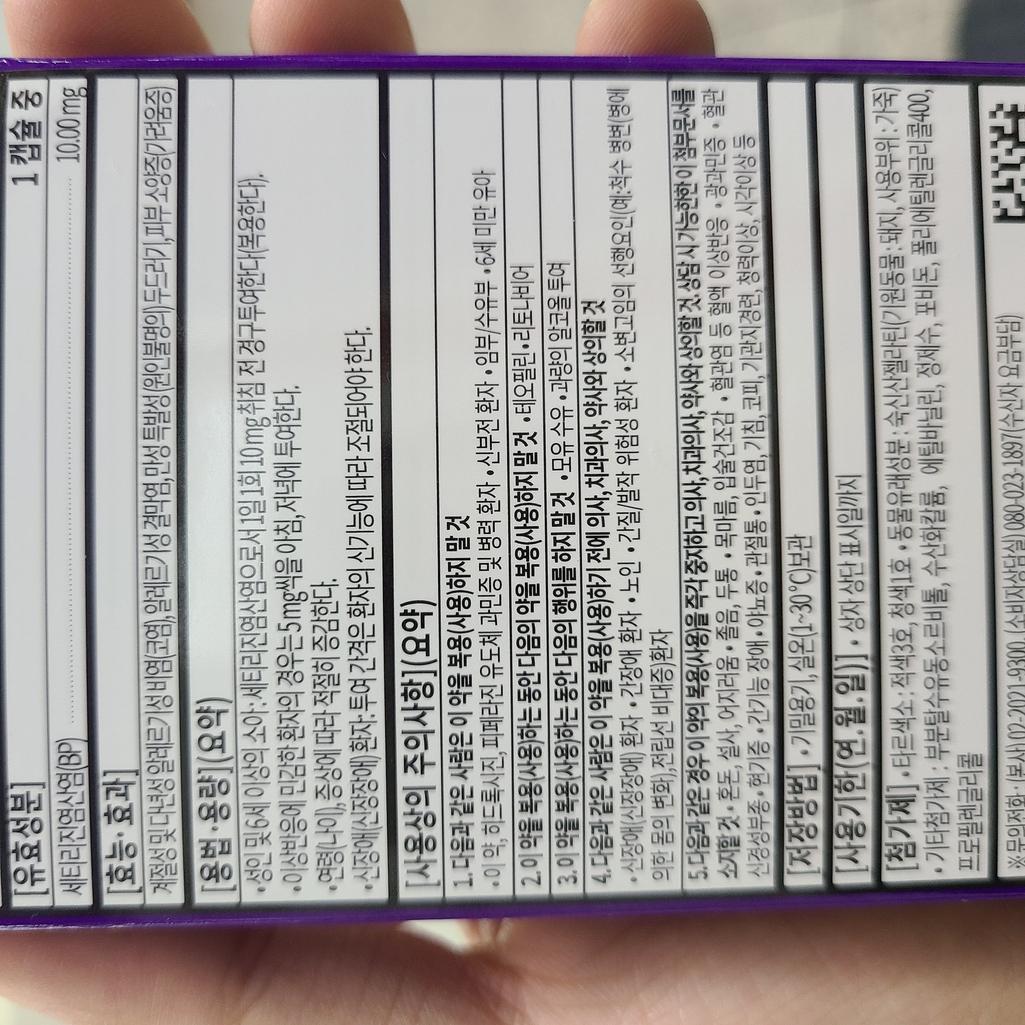 [유효성분] 1 캡슐 중
세티리진염산염(BP) 10.00 mg
[효능·효과]
계절성 및 다년성 알레르기성 비염(코염), 알레르기성 결막염, 만성 특발성(원인불명의) 두드러기, 피부 소양증(가려움증)
[용법·용량](요약)
•성인 및 6세 이상의 소아: 세티리진염산염으로서 1일 1회 10 mg 취침 전 경구투여한다(복용한다).
•이상반응에 민감한 환자의 경우는 5 mg씩을 아침, 저녁에 투여한다.
•연령(나이), 증상에 따라 적절히 증감한다.
•신장애(신장장애) 환자: 투여 간격은 환자의 신기능에 따라 조절되어야 한다.
[사용상의 주의사항](요약)
1. 다음과 같은 사람은 이 약을 복용(사용)하지 말 것
•이 약, 히드록시진, 피페라진 유도체 과민증 및 병력 환자 •신부전 환자 •임부/수유부 •6세 미만 유아
2. 이 약을 복용(사용)하는 동안 다음의 약을 복용(사용)하지 말 것 •테오필린 •리토나비어
3. 이 약을 복용(사용)하는 동안 다음의 행위를 하지 말 것 •모유 수유 •과량의 알코올 투여
4. 다음과 같은 사람은 이 약을 복용(사용)하기 전에 의사, 치과의사, 약사와 상의할 것
•신장애(신장장애) 환자 •간장애 환자 •노인 •간질/발작 위험성 환자 •소변고임의 선행요인(예:척수 병변(병에
의한 몸의 변화), 전립선 비대증)환자
5. 다음과 같은 경우 이 약의 복용(사용)을 즉각 중지하고 의사, 치과의사, 약사와 상의할 것. 상담 시 가능한한 이 첨부문서를
소지할 것 •혼돈, 설사, 어지러움 •졸음, 두통 •목마름, 입술건조감 •혈관염 등 혈액 이상반응 •광과민증 •혈관
신경성부종 •현기증 •간기능 장애 •야뇨증 •관절통 •인두염, 기침, 코피, 기관지경련, 청력이상, 시각이상 등
[저장방법] •기밀용기, 실온(1~30℃)보관
[사용기한(연.월.일)] •상자 상단 표시일까지
[첨가제] •타르색소 : 적색3호, 청색1호 •동물유래성분 : 숙신산젤라틴(기원동물 : 돼지, 사용부위 : 가죽)
•기타첨가제 : 부분탈수유동소르비톨, 수산화칼륨, 에틸바닐린, 정제수, 포비돈, 폴리에틸렌글리콜400,
프로필렌글리콜
※문의처: 본사 02-2021-9300, [소비자상담실] 080-023-1897(수신자 요금부담)